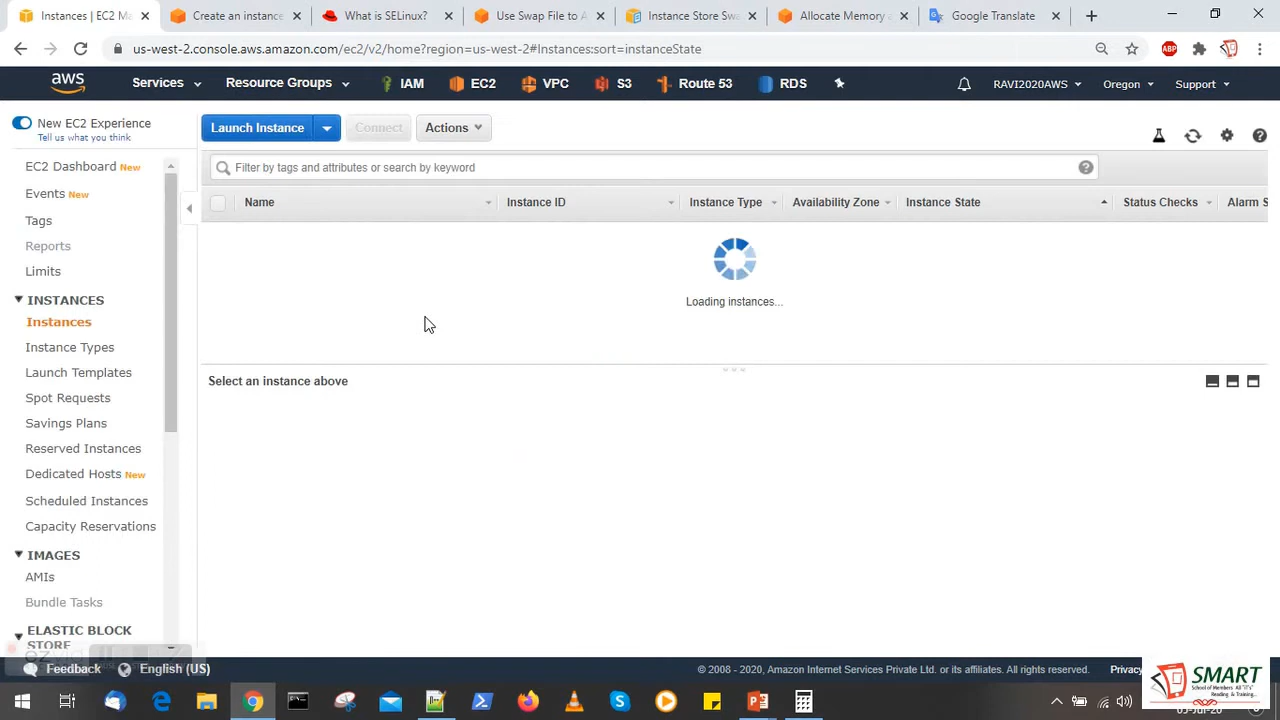 Instances | EC2 Ma
Create an instance
What is SELinux?
Use Swap File to A
Instance Store Swa
Allocate Memory a
Google Translate
us-west-2.console.aws.amazon.com/ec2/v2/home?region=us-west-2#Instances:sort=instanceState
ABP
aws
Services
Resource Groups
IAM
EC2
VPC
S3
Route 53
RDS
RAVI2020AWS
Oregon
Support
New EC2 Experience
Tell us what you think
Launch Instance
Connect
Actions
EC2 Dashboard New
Events New
Tags
Reports
Limits
INSTANCES
Instances
Instance Types
Launch Templates
Spot Requests
Savings Plans
Reserved Instances
Dedicated Hosts New
Scheduled Instances
Capacity Reservations
IMAGES
AMIs
Bundle Tasks
ELASTIC BLOCK
STORE
Filter by tags and attributes or search by keyword
Name
Instance ID
Instance Type
Availability Zone
Instance State
Status Checks
Alarm S
Loading instances...
Select an instance above
Feedback
English (US)
© 2008 - 2020, Amazon Internet Services Private Ltd. or its affiliates. All rights reserved.
Privacy
SMART
School of Members All "IT"s
Reading & Training...